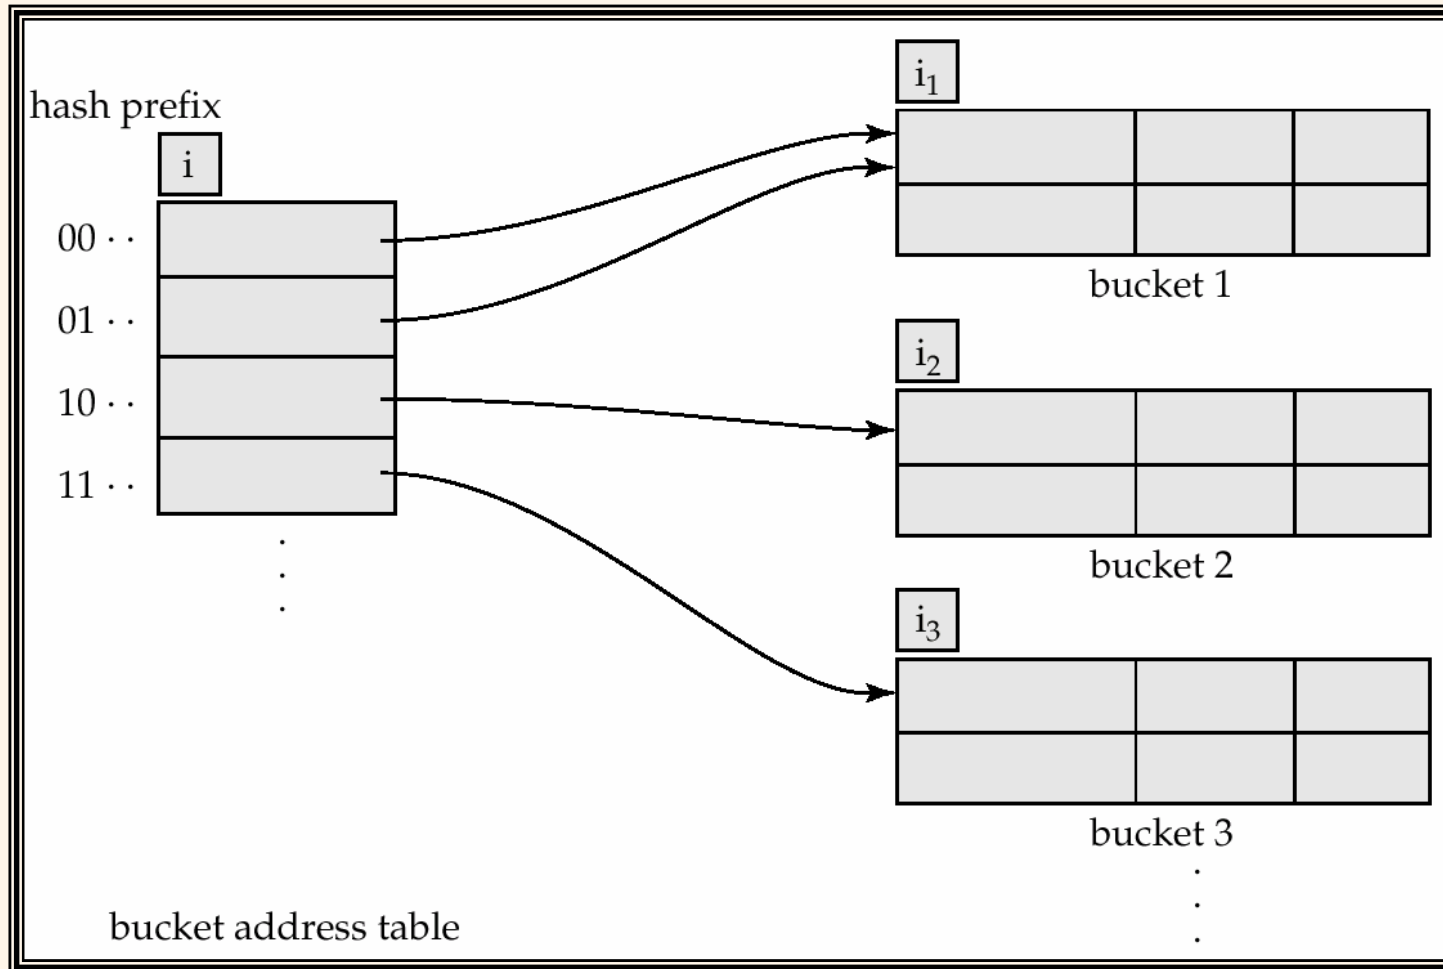 hash prefix
i
00 · ·
01 · ·
10 · ·
11 · ·
.
.
.
bucket address table
i₁
bucket 1
i₂
bucket 2
i₃
bucket 3
.
.
.